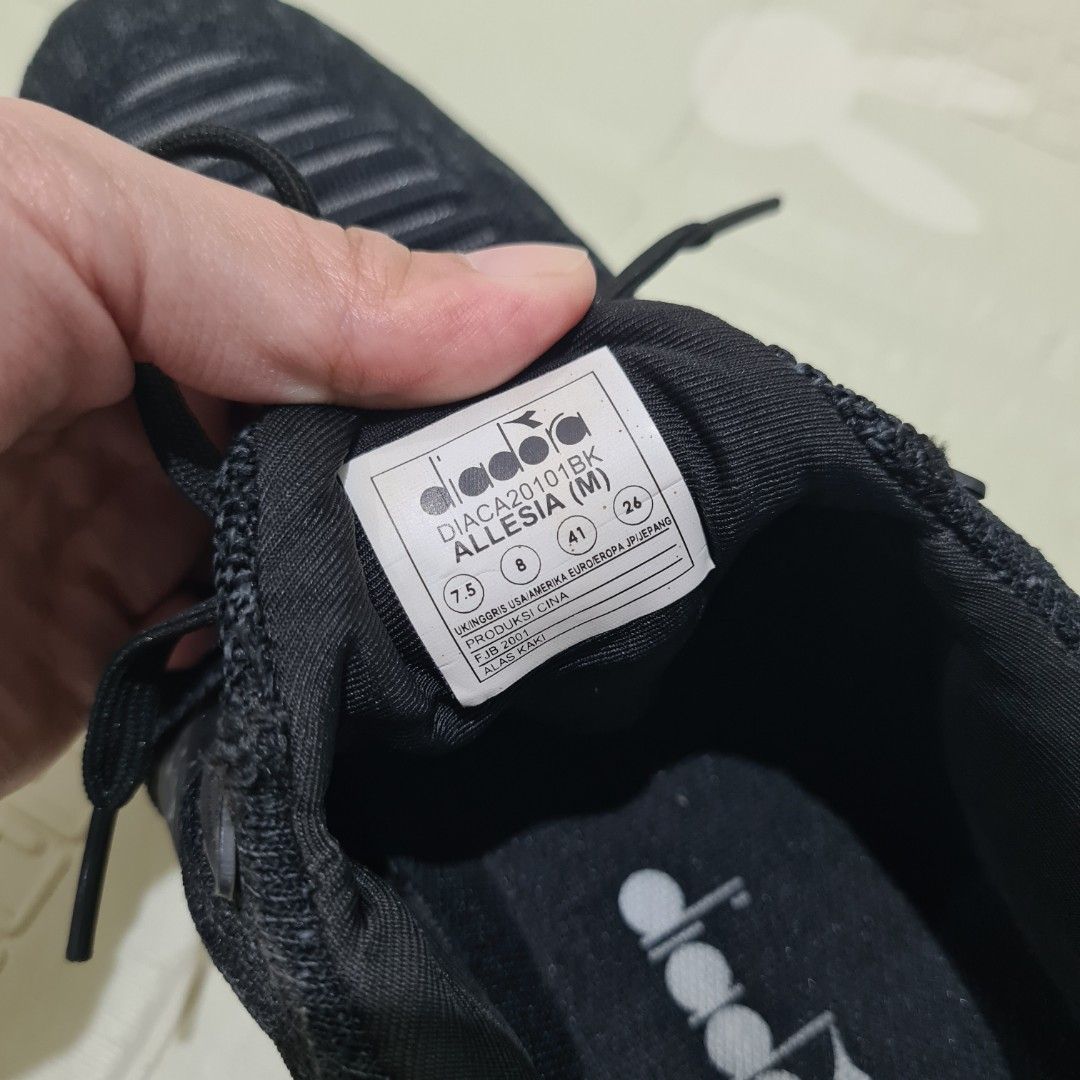 diadora
DIACA20101BK
ALLESIA (M)
7.5 8 41 26
UK/INGGRIS USA/AMERIKA EURO/EROPA JP/JEPANG
PRODUKSI CINA
FJB 2001
ALAS KAKI
diadora